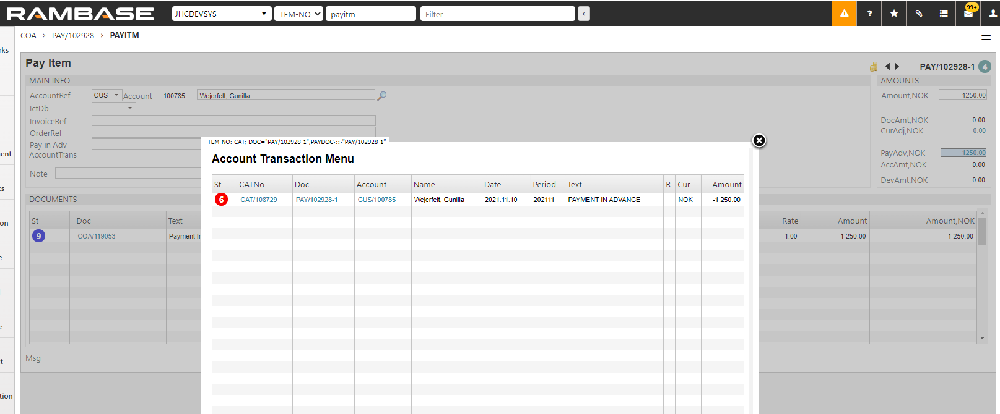 RAMBASE JHCDEVSYS TEM-NO payitm Filter ‹ ? 99+
COA › PAY/102928 › PAYITM
rks
Pay Item
PAY/102928-1 4
MAIN INFO
AMOUNTS
AccountRef CUS Account 100785 Wejerfelt, Gunilla
Amount,NOK 1250.00
IctDb
InvoiceRef
DocAmt,NOK 0.00
OrderRef
CurAdj,NOK 0.00
Pay in Adv
AccountTrans
ent
PayAdv,NOK 1250.00
AccAmt,NOK 0.00
Note
DevAmt,NOK 0.00
cs
DOCUMENTS
St Doc Text
Rate Amount Amount,NOK
on
9 COA/119053 Payment In
1.00 1 250.00 1 250.00
e
e
Msg
t
tion
TEM-NO: CAT; DOC="PAY/102928-1",PAYDOC<>"PAY/102928-1"
Account Transaction Menu
St CATNo Doc Account Name Date Period Text R Cur Amount
6 CAT/108729 PAY/102928-1 CUS/100785 Wejerfelt, Gunilla 2021.11.10 202111 PAYMENT IN ADVANCE NOK -1 250.00